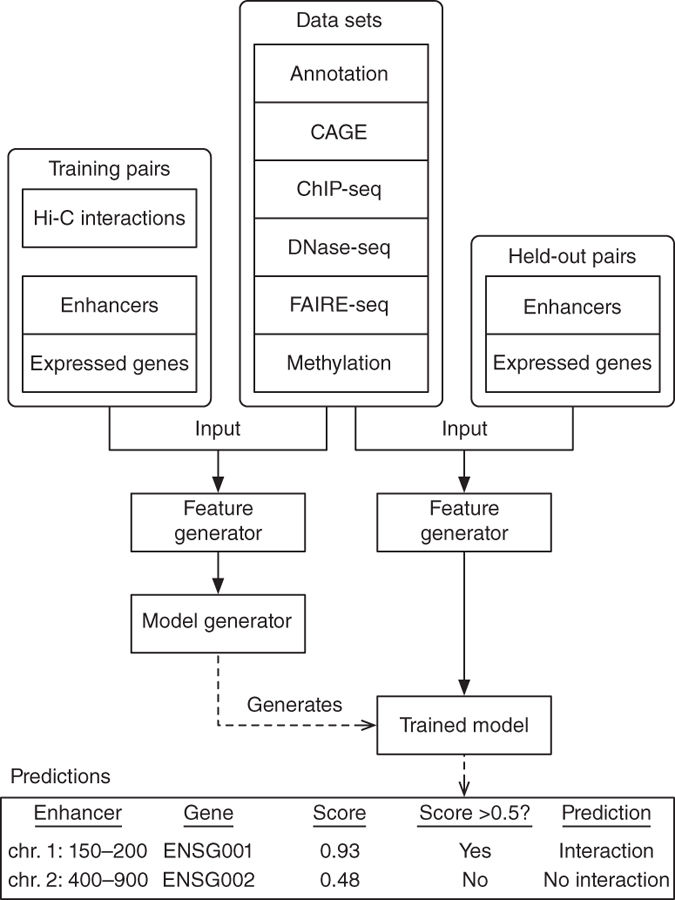 Data sets
Annotation
CAGE
ChIP-seq
DNase-seq
FAIRE-seq
Methylation
Training pairs
Hi-C interactions
Enhancers
Expressed genes
Held-out pairs
Enhancers
Expressed genes
Input
Input
Feature
generator
Feature
generator
Model generator
Generates
Trained model
Predictions
Enhancer Gene Score Score >0.5? Prediction
chr. 1: 150–200 ENSG001 0.93 Yes Interaction
chr. 2: 400–900 ENSG002 0.48 No No interaction